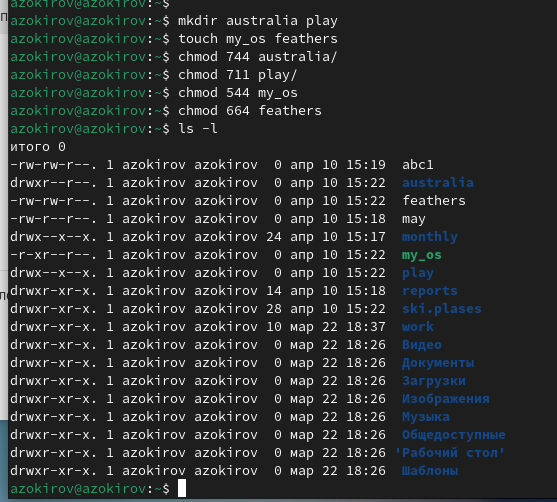 azokirov@azokirov:~$
azokirov@azokirov:~$ mkdir australia play
azokirov@azokirov:~$ touch my_os feathers
azokirov@azokirov:~$ chmod 744 australia/
azokirov@azokirov:~$ chmod 711 play/
azokirov@azokirov:~$ chmod 544 my_os
azokirov@azokirov:~$ chmod 664 feathers
azokirov@azokirov:~$ ls -l
итого 0
-rw-rw-r--. 1 azokirov azokirov  0 апр 10 15:19  abc1
drwxr--r--. 1 azokirov azokirov  0 апр 10 15:22  australia
-rw-rw-r--. 1 azokirov azokirov  0 апр 10 15:22  feathers
-rw-r--r--. 1 azokirov azokirov  0 апр 10 15:18  may
drwx--x--x. 1 azokirov azokirov 24 апр 10 15:17  monthly
-r-xr--r--. 1 azokirov azokirov  0 апр 10 15:22  my_os
drwx--x--x. 1 azokirov azokirov  0 апр 10 15:22  play
drwxr-xr-x. 1 azokirov azokirov 14 апр 10 15:18  reports
drwxr-xr-x. 1 azokirov azokirov 28 апр 10 15:22  ski.plases
drwxr-xr-x. 1 azokirov azokirov 10 мар 22 18:37  work
drwxr-xr-x. 1 azokirov azokirov  0 мар 22 18:26  Видео
drwxr-xr-x. 1 azokirov azokirov  0 мар 22 18:26  Документы
drwxr-xr-x. 1 azokirov azokirov  0 мар 22 18:26  Загрузки
drwxr-xr-x. 1 azokirov azokirov  0 мар 22 18:26  Изображения
drwxr-xr-x. 1 azokirov azokirov  0 мар 22 18:26  Музыка
drwxr-xr-x. 1 azokirov azokirov  0 мар 22 18:26  Общедоступные
drwxr-xr-x. 1 azokirov azokirov  0 мар 22 18:26 'Рабочий стол'
drwxr-xr-x. 1 azokirov azokirov  0 мар 22 18:26  Шаблоны
azokirov@azokirov:~$